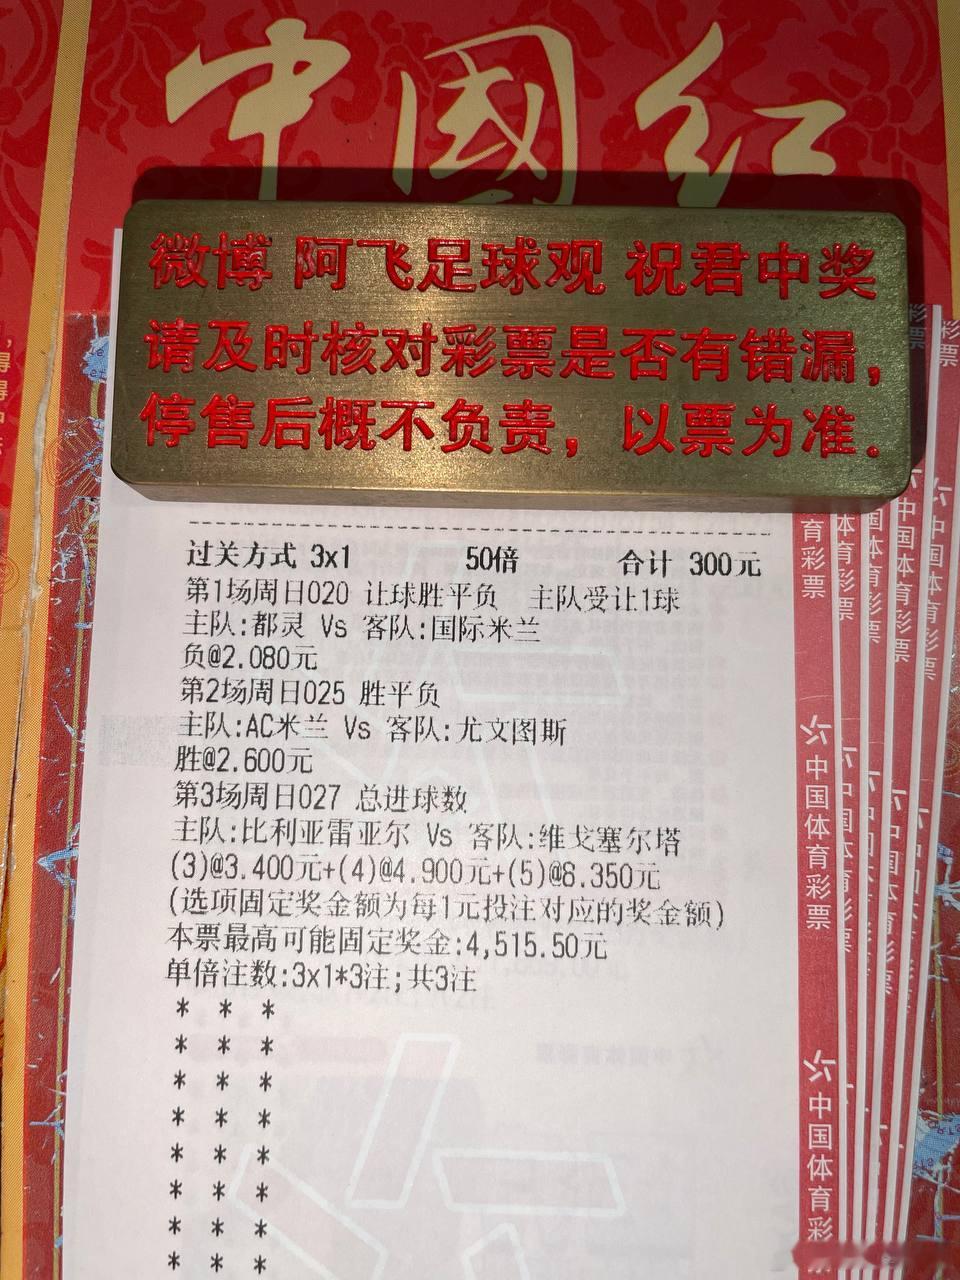 中国红
微博 阿飞足球观 祝君中奖
请及时核对彩票是否有错漏，
停售后概不负责，以票为准.
过关方式 3x1 50倍 合计 300元
第1场周日020 让球胜平负 主队受让1球
主队:都灵 Vs 客队:国际米兰
负@2.080元
第2场周日025 胜平负
主队:AC米兰 Vs 客队:尤文图斯
胜@2.600元
第3场周日027 总进球数
主队:比利亚雷亚尔 Vs 客队:维戈塞尔塔
(3)@3.400元+(4)@4.900元+(5)@8.350元
(选项固定奖金额为每1元投注对应的奖金额)
本票最高可能固定奖金:4,515.50元
单倍注数:3x1*3注;共3注
* * *
* * *
* * *
* * *
* * *
* * *
* * *
* * *
育彩票
中国体育彩票
中国体育彩